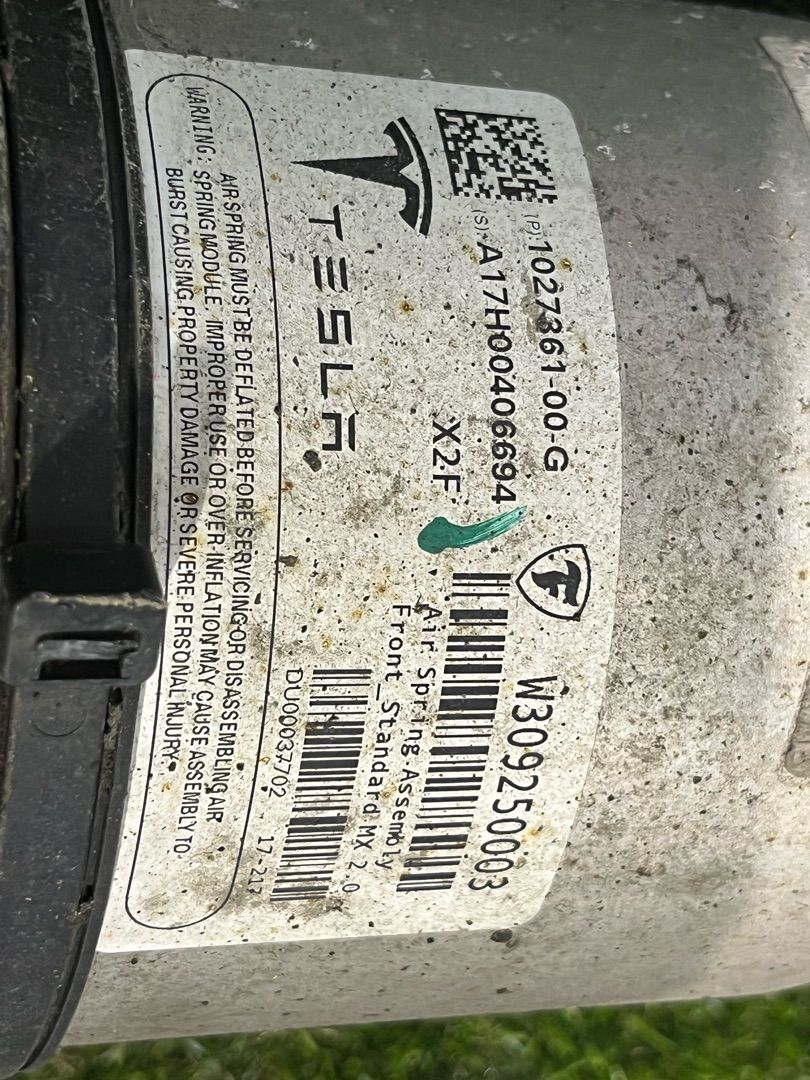 (P) 1027361-00-G
(S) A17H00406694
X2F
TESLA
F
W309250003
Air Spring Assembly
Front_Standard MX 2.0
DU00037702 17-217
AIR SPRING MUST BE DEFLATED BEFORE SERVICING OR DISASSEMBLING AIR
WARNING: SPRING MODULE. IMPROPER USE OR OVER-INFLATION MAY CAUSE ASSEMBLY TO
BURST CAUSING PROPERTY DAMAGE OR SEVERE PERSONAL INJURY.